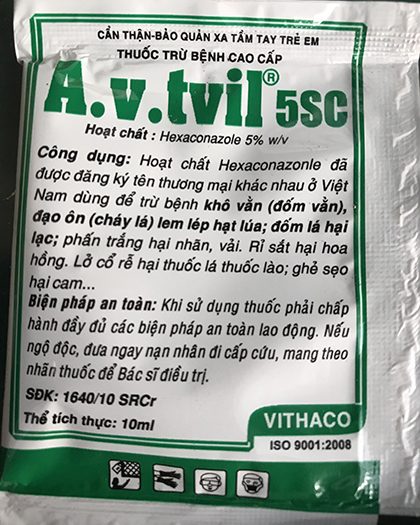 CẨN THẬN-BẢO QUẢN XA TẦM TAY TRẺ EM
THUỐC TRỪ BỆNH CAO CẤP
A.v.tvil® 5SC
Hoạt chất : Hexaconazole 5% w/v
Công dụng: Hoạt chất Hexaconazonle đã
được đăng ký tên thương mại khác nhau ở Việt
Nam dùng để trừ bệnh khô vằn (đốm vằn),
đạo ôn (cháy lá) lem lép hạt lúa; đốm lá hại
lạc; phấn trắng hại nhãn, vải. Rỉ sắt hại hoa
hồng. Lở cổ rễ hại thuốc lá thuốc lào; ghẻ sẹo
hại cam...
Biện pháp an toàn: Khi sử dụng thuốc phải chấp
hành đầy đủ các biện pháp an toàn lao động. Nếu
ngộ độc, đưa ngay nạn nhân đi cấp cứu, mang theo
nhãn thuốc để Bác sĩ điều trị.
SĐK: 1640/10 SRCr
Thể tích thực: 10ml
VITHACO
ISO 9001:2008